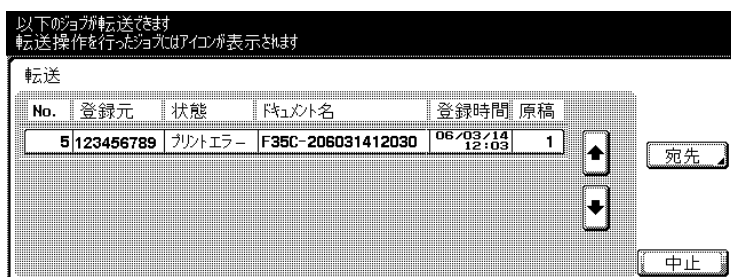 以下のジョブが転送できます
転送操作を行ったジョブにはアイコンが表示されます
転送
No. 登録元 状態 ドキュメント名 登録時間 原稿
5 123456789 プリントエラー F35C-206031412030 06/03/14 12:03 1
宛先
中止